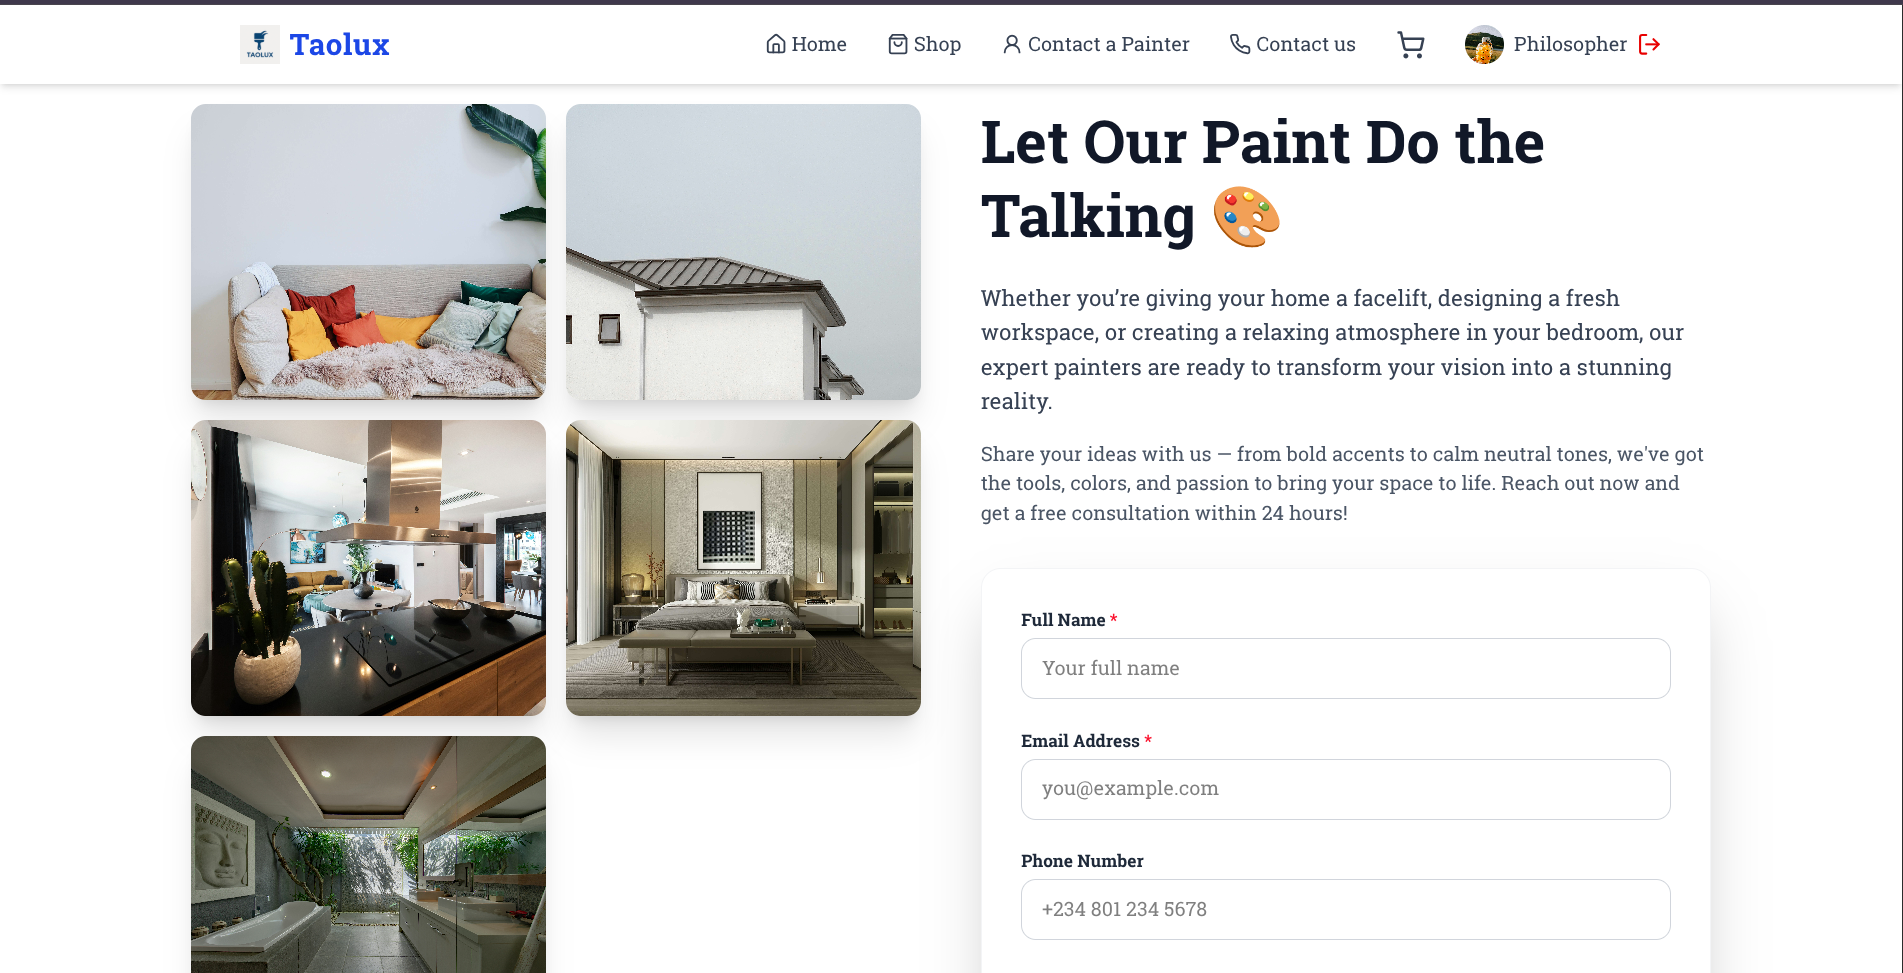 TAOLUX
Taolux
Home
Shop
Contact a Painter
Contact us
Philosopher
Let Our Paint Do the
Talking 🎨
Whether you’re giving your home a facelift, designing a fresh
workspace, or creating a relaxing atmosphere in your bedroom, our
expert painters are ready to transform your vision into a stunning
reality.
Share your ideas with us — from bold accents to calm neutral tones, we've got
the tools, colors, and passion to bring your space to life. Reach out now and
get a free consultation within 24 hours!
Full Name *
Your full name
Email Address *
you@example.com
Phone Number
+234 801 234 5678